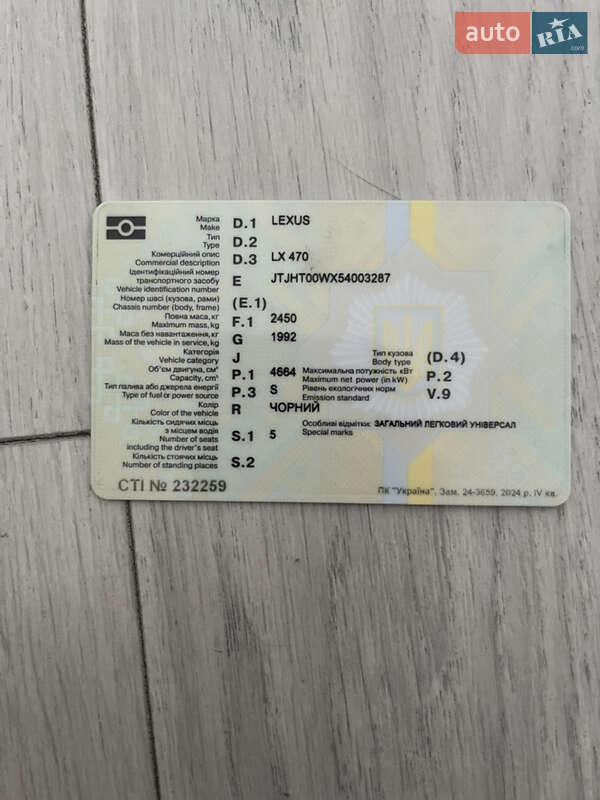 auto RIA .com
Марка
Make D.1 LEXUS
Тип
Type D.2
Комерційний опис
Commercial description D.3 LX 470
Ідентифікаційний номер
транспортного засобу
Vehicle identification number E JTJHT00WX54003287
Номер шасі (кузова, рами)
Chassis number (body, frame) (E.1)
Повна маса, кг
Maximum mass, kg F.1 2450
Маса без навантаження, кг
Mass of the vehicle in service, kg G 1992
Категорія
Vehicle category J
Тип кузова
Body type (D.4)
Об'єм двигуна, см³
Capacity, cm³ P.1 4664
Максимальна потужність кВт
Maximum net power (in kW) P.2
Тип палива або джерела енергії
Type of fuel or power source P.3 S
Рівень екологічних норм
Emission standard V.9
Колір
Color of the vehicle R ЧОРНИЙ
Кількість сидячих місць
з місцем водія
Number of seats
including the driver's seat S.1 5
Особливі відмітки: ЗАГАЛЬНИЙ ЛЕГКОВИЙ УНІВЕРСАЛ
Special marks
Кількість стоячих місць
Number of standing places S.2
СТІ № 232259
ПК "Україна", Зам. 24-3659. 2024 р. IV кв.